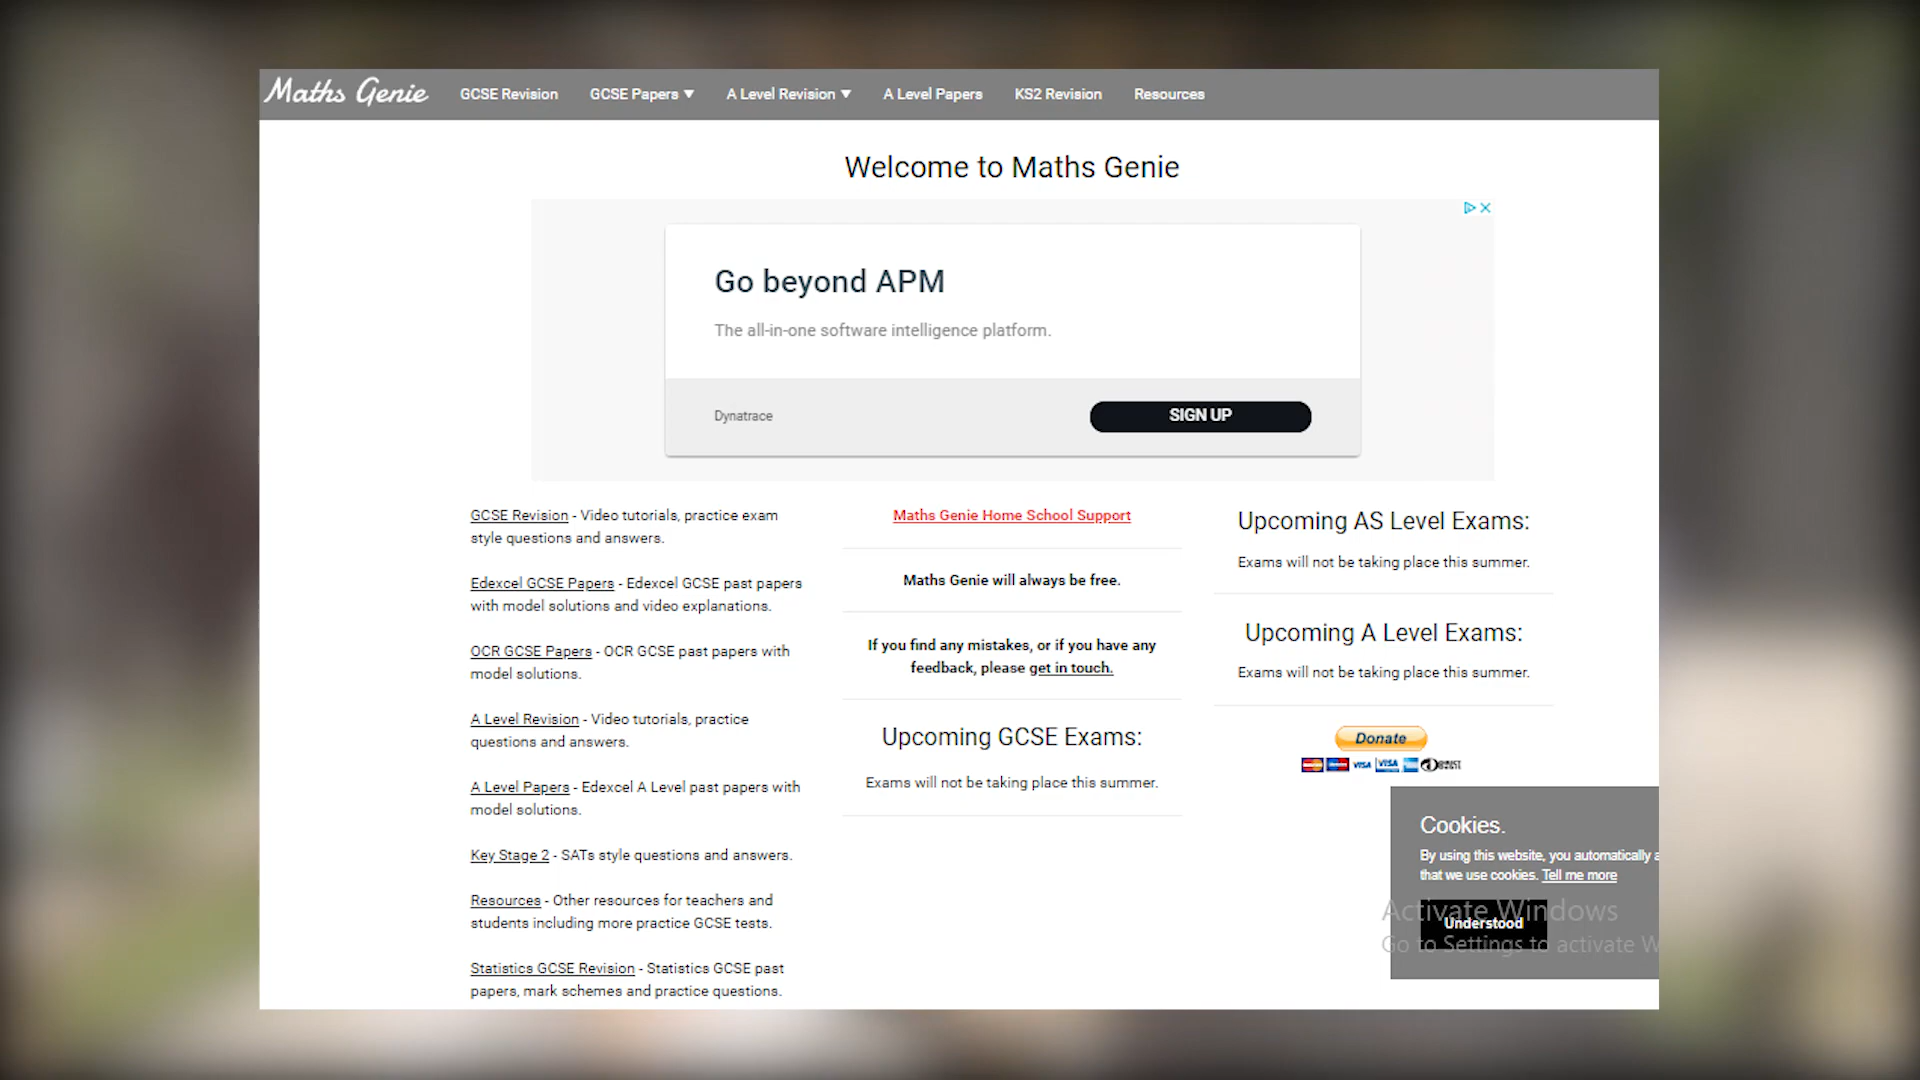 Maths Genie
GCSE Revision
GCSE Papers ▼
A Level Revision ▼
A Level Papers
KS2 Revision
Resources
Welcome to Maths Genie
Go beyond APM
The all-in-one software intelligence platform.
Dynatrace
SIGN UP
GCSE Revision - Video tutorials, practice exam
style questions and answers.
Edexcel GCSE Papers - Edexcel GCSE past papers
with model solutions and video explanations.
OCR GCSE Papers - OCR GCSE past papers with
model solutions.
A Level Revision - Video tutorials, practice
questions and answers.
A Level Papers - Edexcel A Level past papers with
model solutions.
Key Stage 2 - SATs style questions and answers.
Resources - Other resources for teachers and
students including more practice GCSE tests.
Statistics GCSE Revision - Statistics GCSE past
papers, mark schemes and practice questions.
Maths Genie Home School Support
Maths Genie will always be free.
If you find any mistakes, or if you have any
feedback, please get in touch.
Upcoming GCSE Exams:
Exams will not be taking place this summer.
Upcoming AS Level Exams:
Exams will not be taking place this summer.
Upcoming A Level Exams:
Exams will not be taking place this summer.
Donate
VISA
VISA
Cookies.
By using this website, you automatically a
that we use cookies. Tell me more
Understood
Activate Windows
Go to Settings to activate W